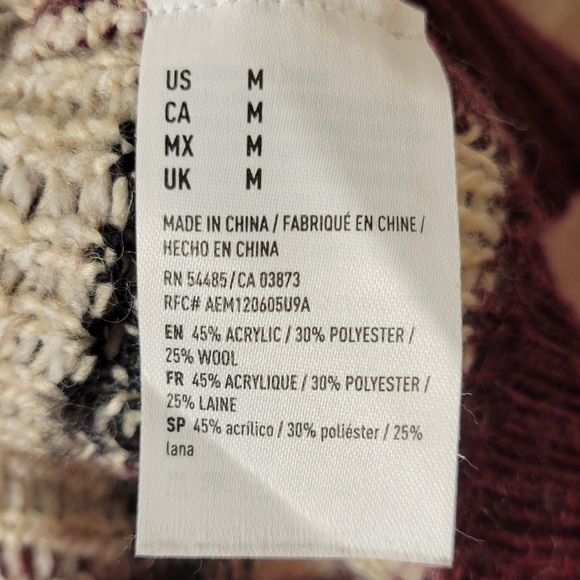 US M
CA M
MX M
UK M
MADE IN CHINA / FABRIQUÉ EN CHINE /
HECHO EN CHINA
RN 54485 / CA 03873
RFC# AEM120605U9A
EN 45% ACRYLIC / 30% POLYESTER /
25% WOOL
FR 45% ACRYLIQUE / 30% POLYESTER /
25% LAINE
SP 45% acrílico / 30% poliéster / 25%
lana